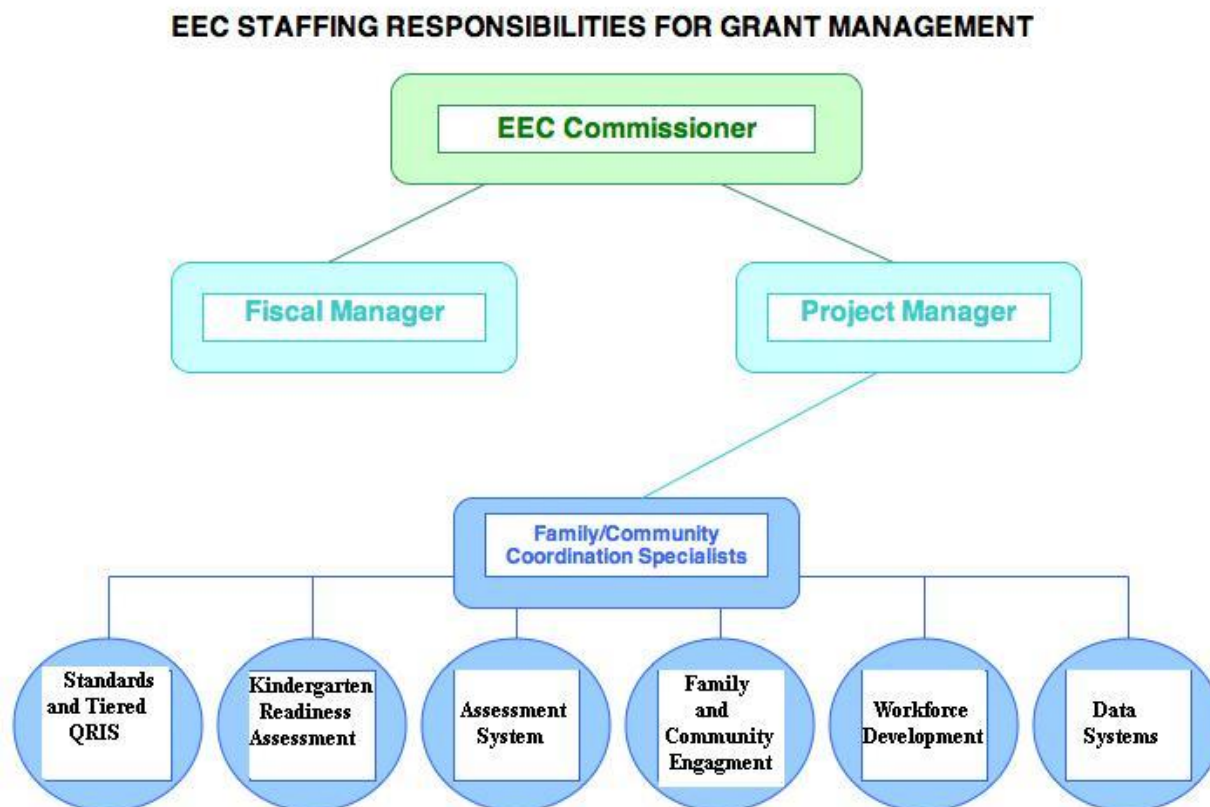 EEC STAFFING RESPONSIBILITIES FOR GRANT MANAGEMENT
EEC Commissioner
Fiscal Manager
Project Manager
Family/Community
Coordination Specialists
Standards
and Tiered
QRIS
Kindergarten
Readiness
Assessment
Assessment
System
Family
and
Community
Engagment
Workforce
Development
Data
Systems